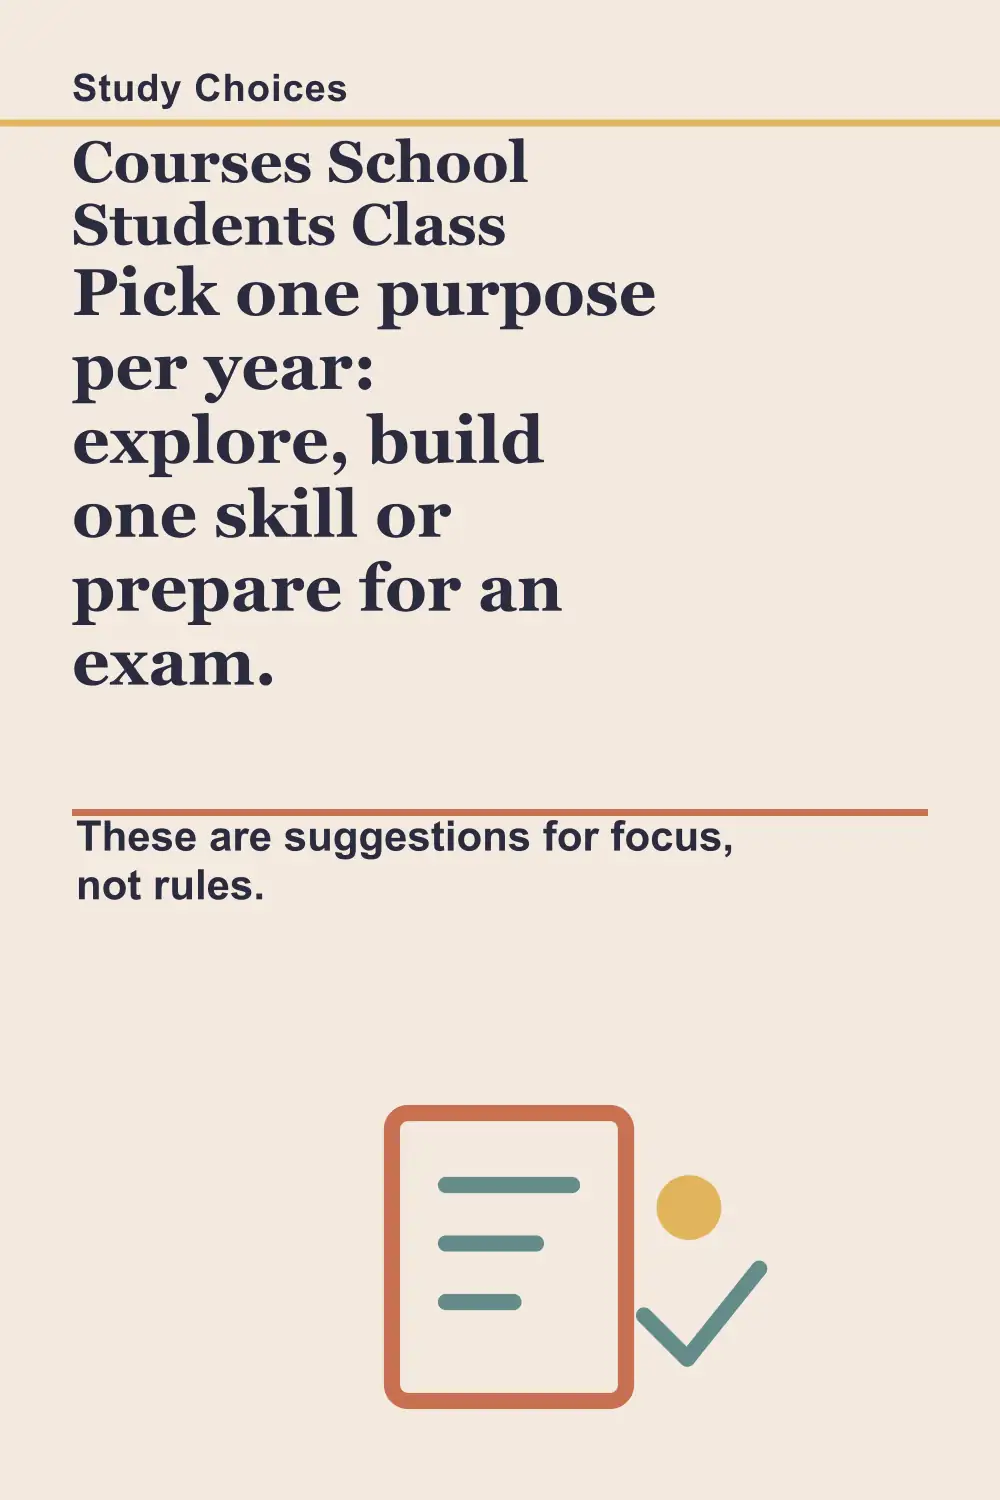 Study Choices
Courses School
Students Class
Pick one purpose
per year:
explore, build
one skill or
prepare for an
exam.
These are suggestions for focus,
not rules.